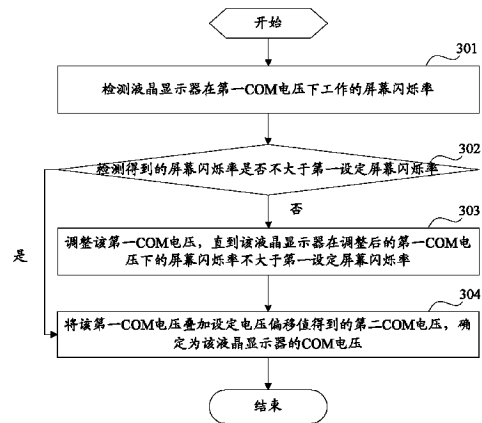 开始
301
检测液晶显示器在第一COM电压下工作的屏幕闪烁率
302
检测得到的屏幕闪烁率是否不大于第一设定屏幕闪烁率
否
303
是
调整该第一COM电压，直到该液晶显示器在调整后的第一COM电
压下的屏幕闪烁率不大于第一设定屏幕闪烁率
304
将该第一COM电压叠加设定电压偏移值得到的第二COM电压，确
定为该液晶显示器的COM电压
结束